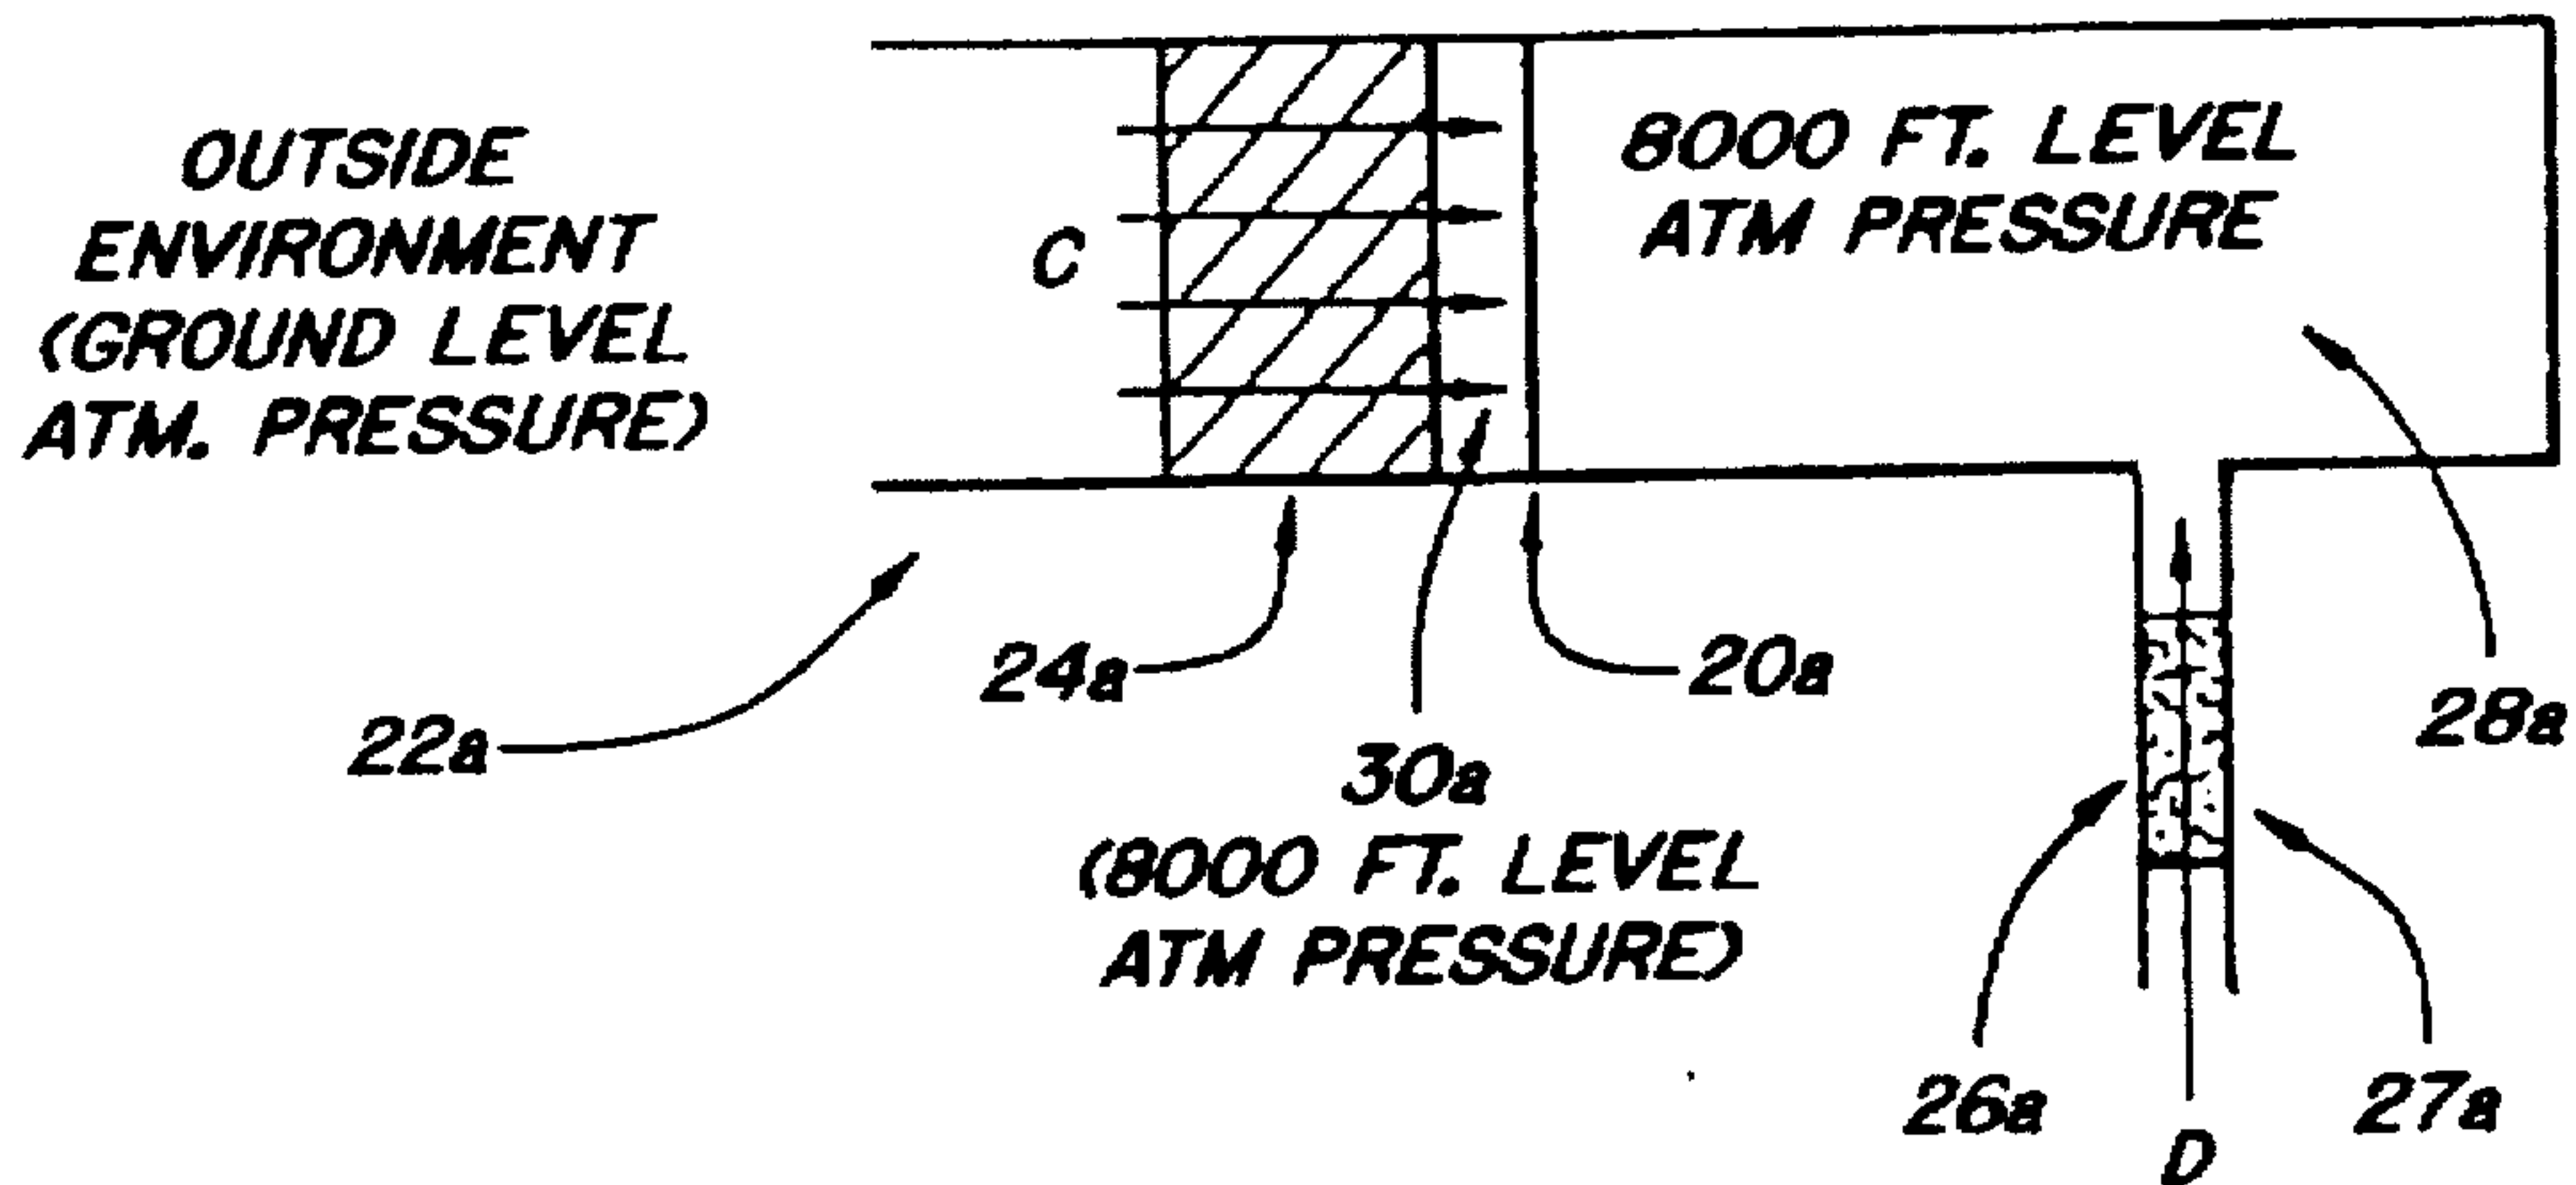 OUTSIDE
ENVIRONMENT
(GROUND LEVEL
ATM. PRESSURE)
C
8000 FT. LEVEL
ATM PRESSURE
22a
24a
30a
(8000 FT. LEVEL
ATM PRESSURE)
20a
28a
26a
D
27a